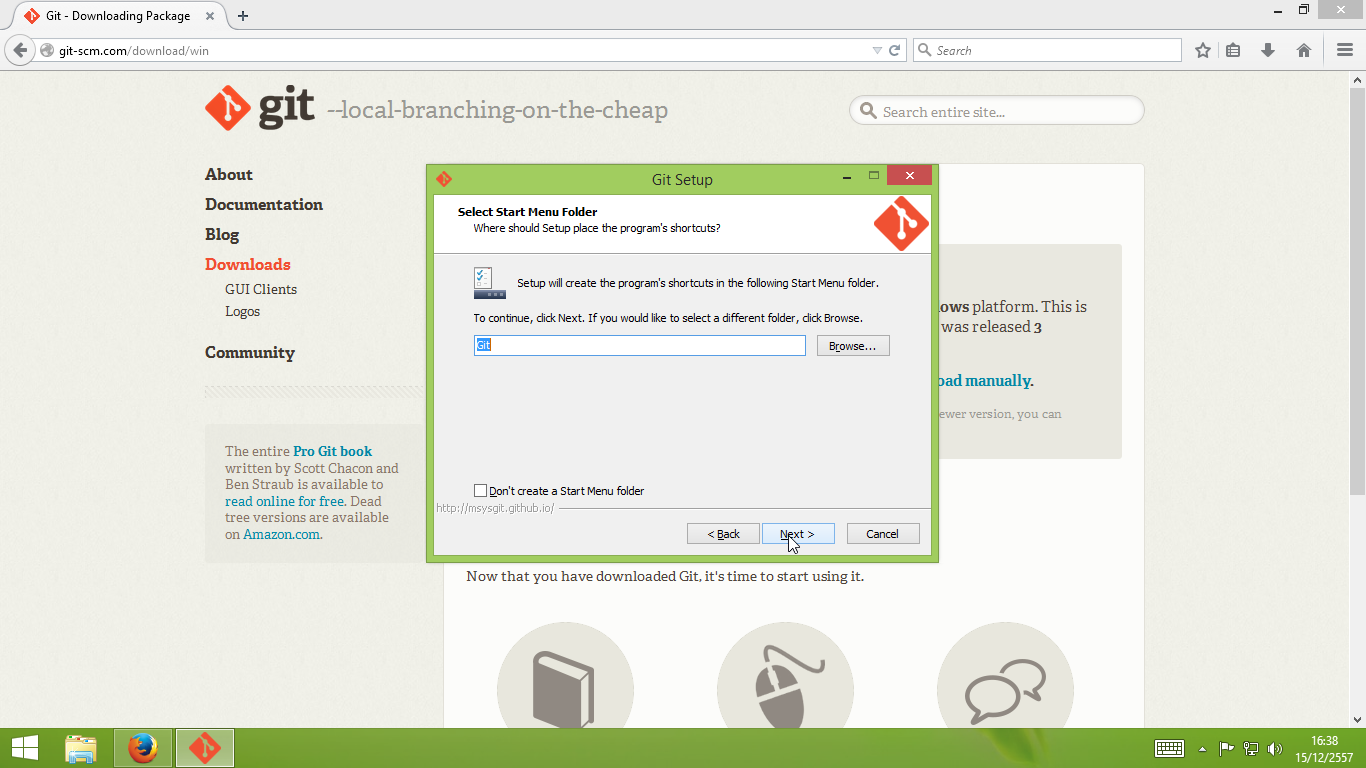 Git - Downloading Package
git-scm.com/download/win
Search
git --local-branching-on-the-cheap
Search entire site...
About
Documentation
Blog
Downloads
GUI Clients
Logos
Community
The entire Pro Git book
written by Scott Chacon and
Ben Straub is available to
read online for free. Dead
tree versions are available
on Amazon.com.
Git Setup
Select Start Menu Folder
Where should Setup place the program's shortcuts?
Setup will create the program's shortcuts in the following Start Menu folder.
To continue, click Next. If you would like to select a different folder, click Browse.
Git
Browse...
Don't create a Start Menu folder
http://msysgit.github.io/
< Back
Next >
Cancel
platform. This is
was released 3
manually.
version, you can
Now that you have downloaded Git, it's time to start using it.
16:38
15/12/2557